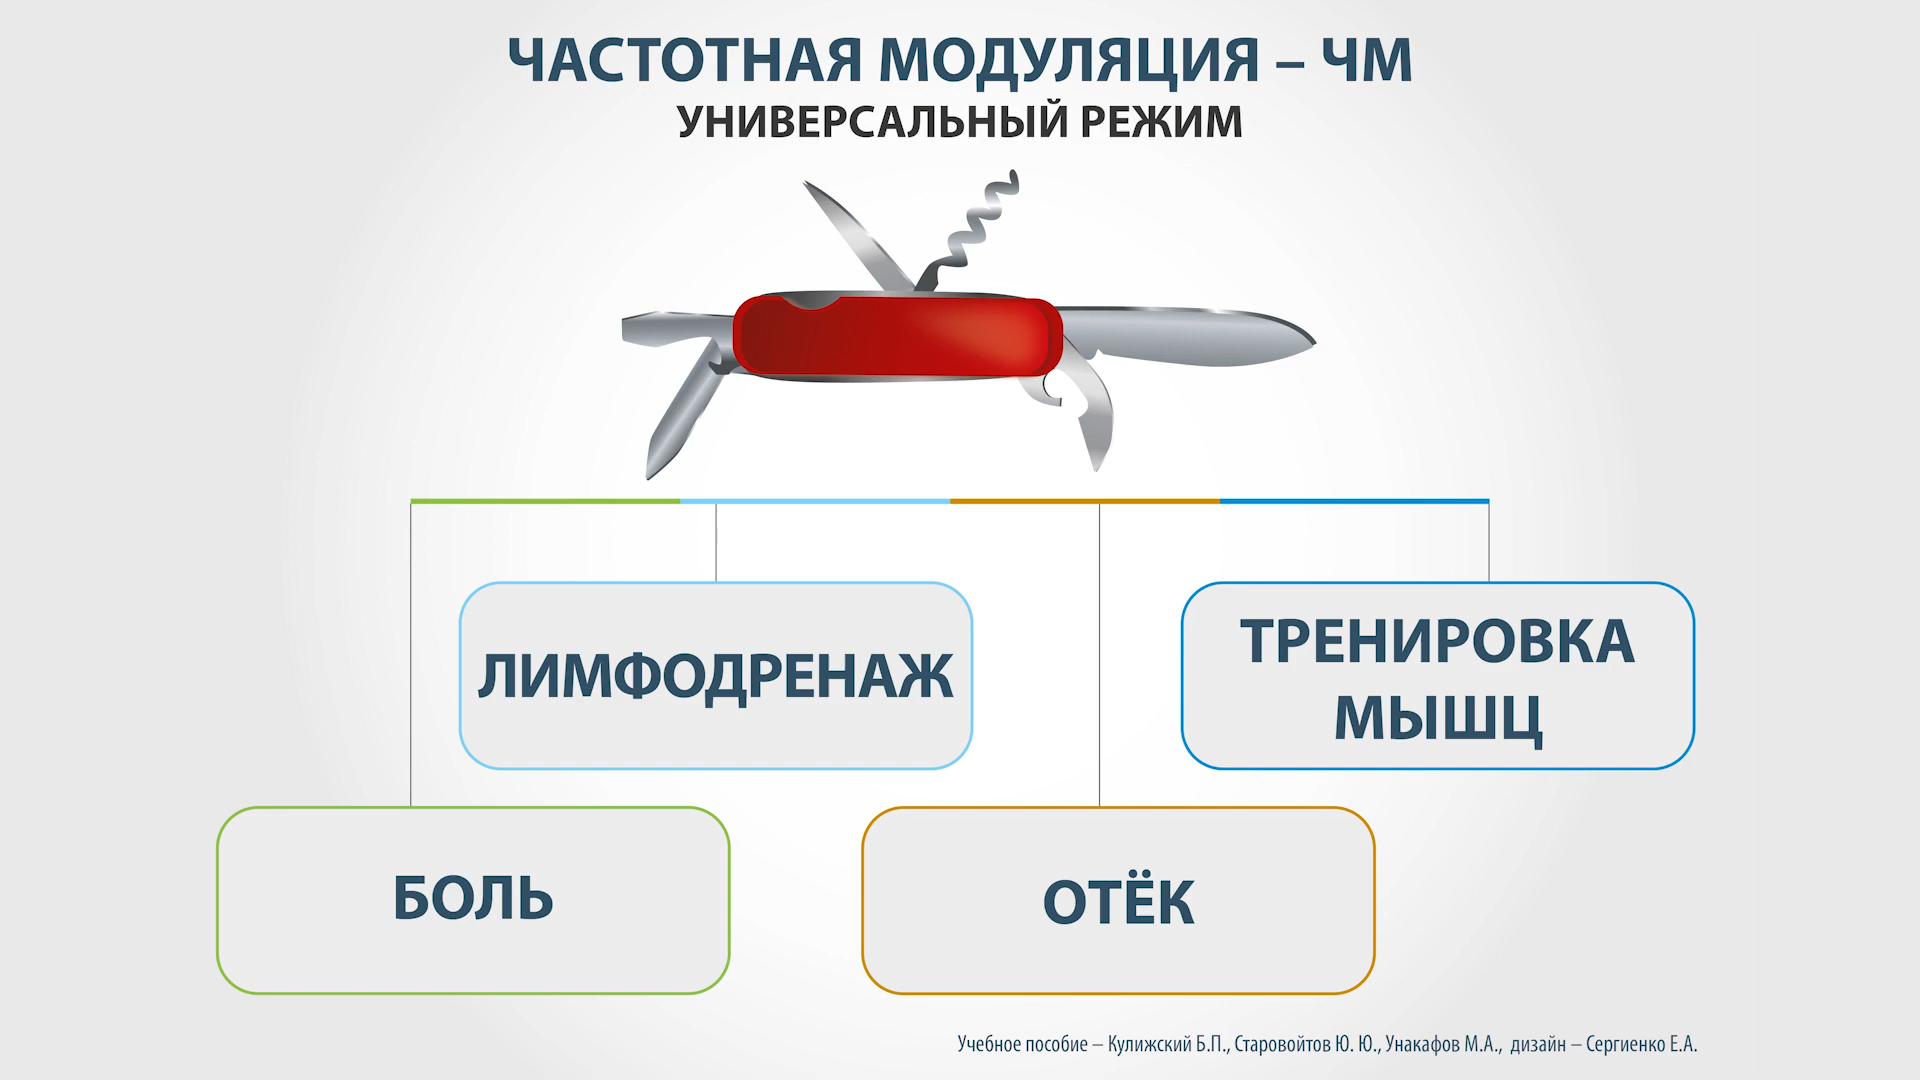 ЧАСТОТНАЯ МОДУЛЯЦИЯ – ЧМ
УНИВЕРСАЛЬНЫЙ РЕЖИМ
ЛИМФОДРЕНАЖ
ТРЕНИРОВКА
МЫШЦ
БОЛЬ
ОТЁК
Учебное пособие – Кулижский Б.П., Старовойтов Ю. Ю., Унакафов М.А., дизайн – Сергиенко Е.А.